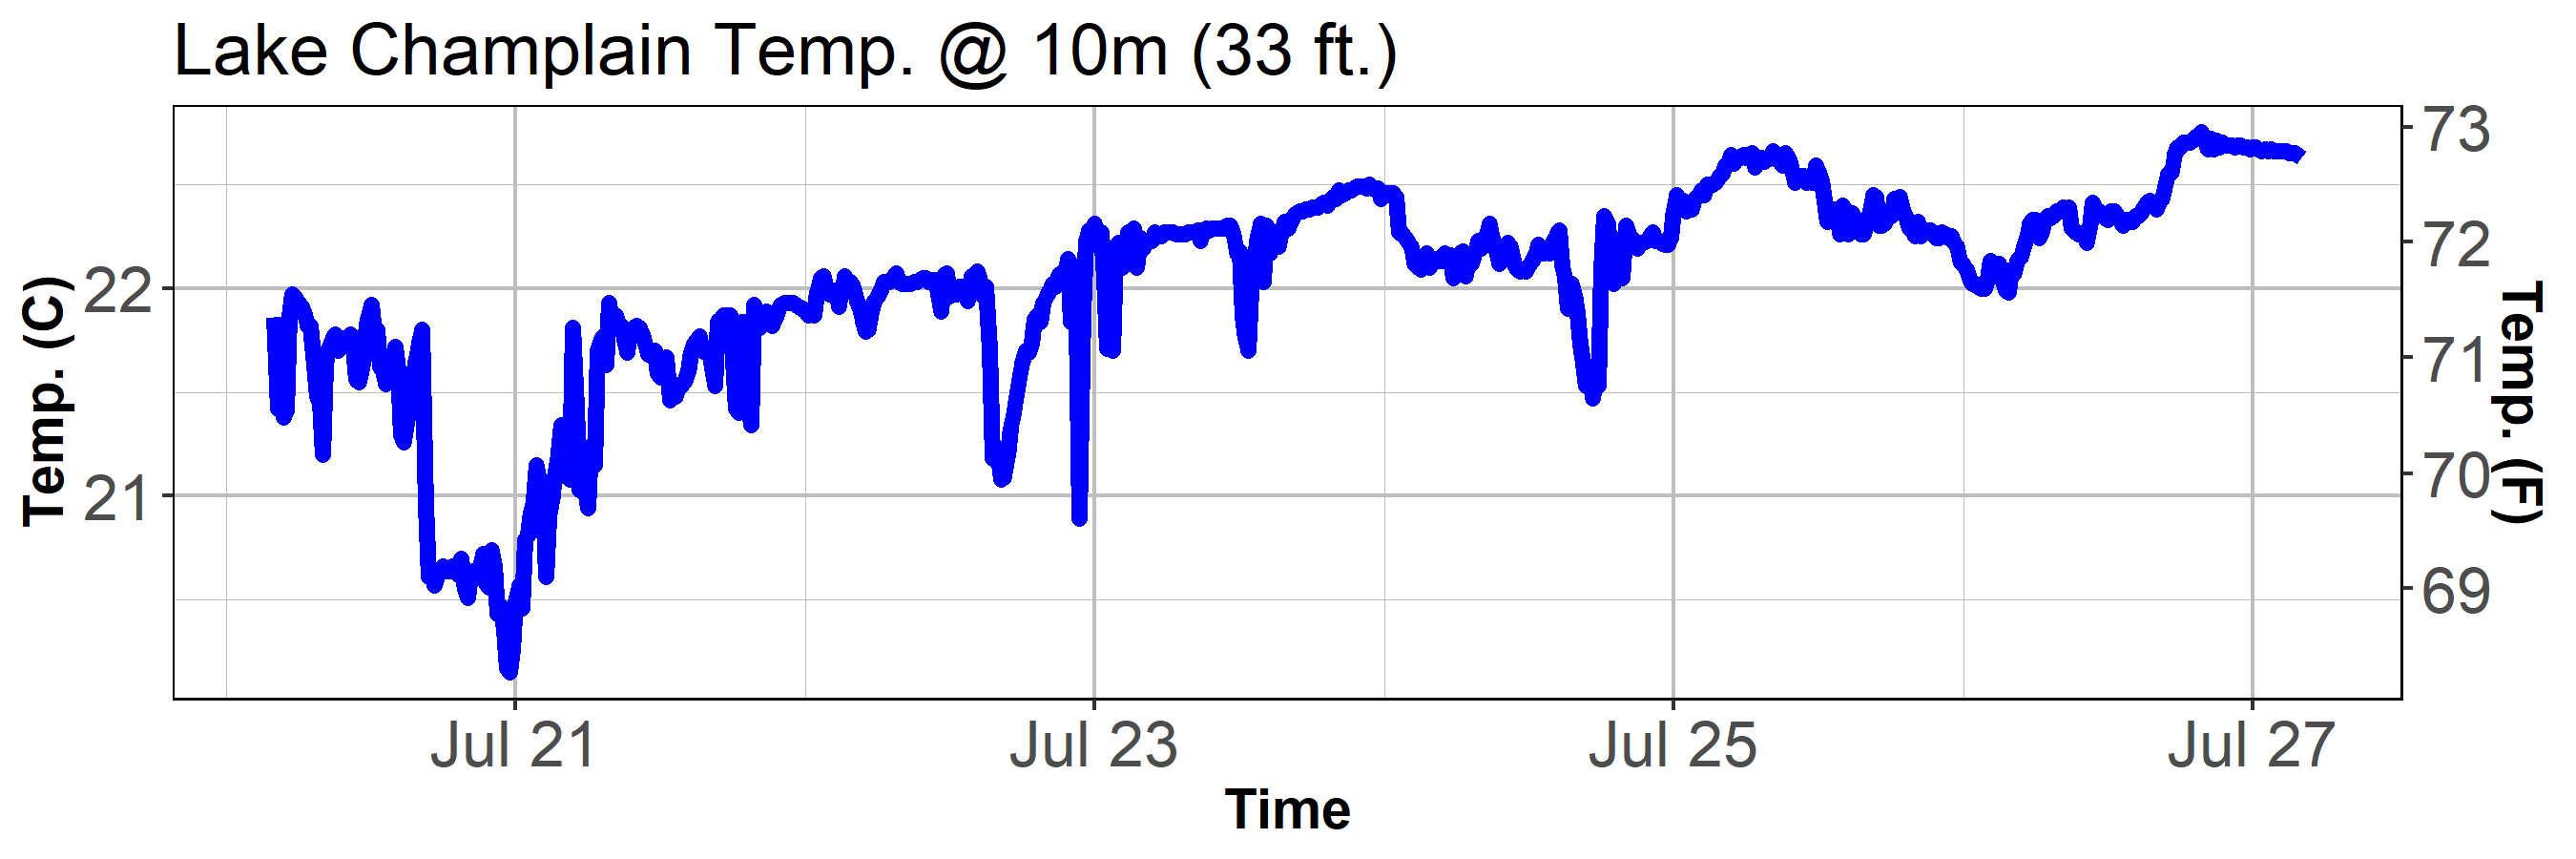 Lake Champlain Temp. @ 10m (33 ft.)
Temp. (C)
22
21
73
72
71
70
69
Temp. (F)
Jul 21
Jul 23
Jul 25
Jul 27
Time